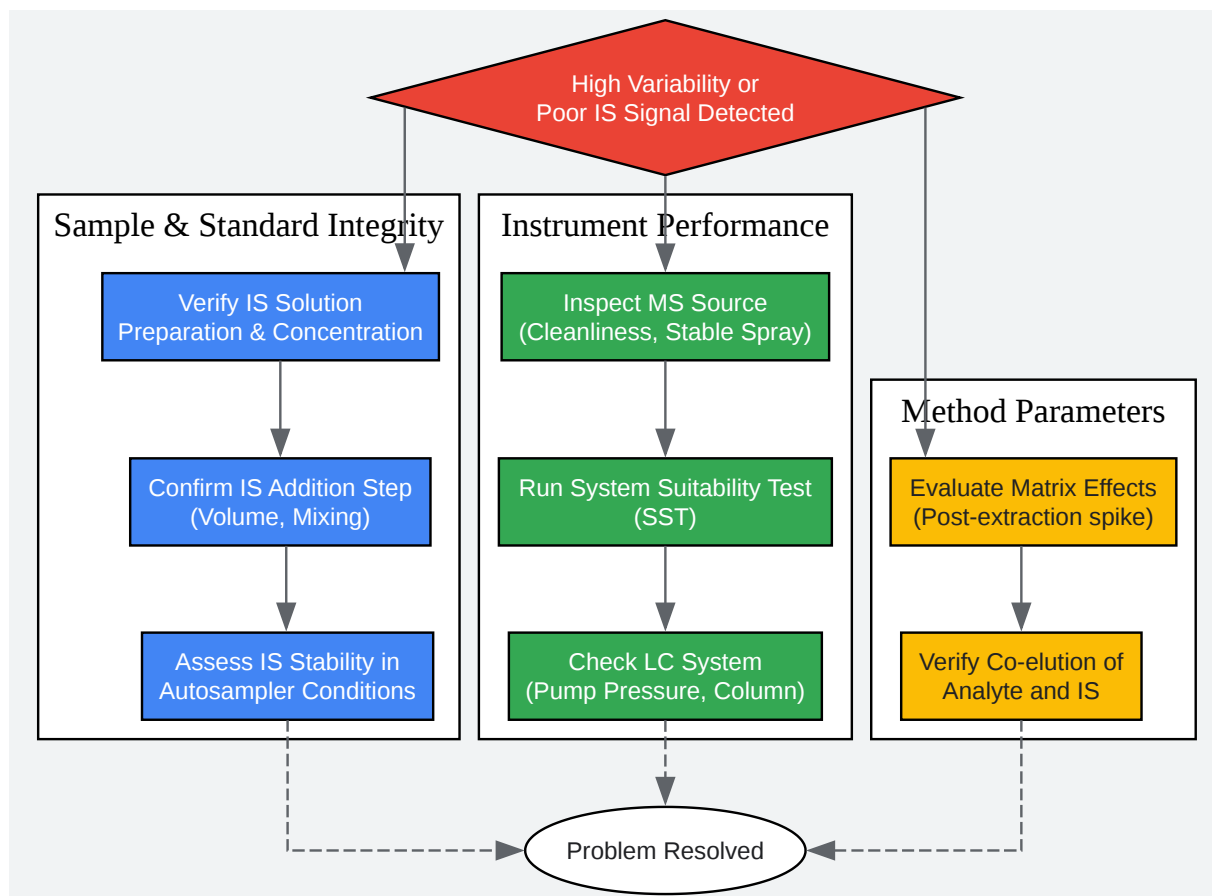 High Variability or
Poor IS Signal Detected
Sample & Standard Integrity
Verify IS Solution
Preparation & Concentration
Confirm IS Addition Step
(Volume, Mixing)
Assess IS Stability in
Autosampler Conditions
Instrument Performance
Inspect MS Source
(Cleanliness, Stable Spray)
Run System Suitability Test
(SST)
Check LC System
(Pump Pressure, Column)
Method Parameters
Evaluate Matrix Effects
(Post-extraction spike)
Verify Co-elution of
Analyte and IS
Problem Resolved